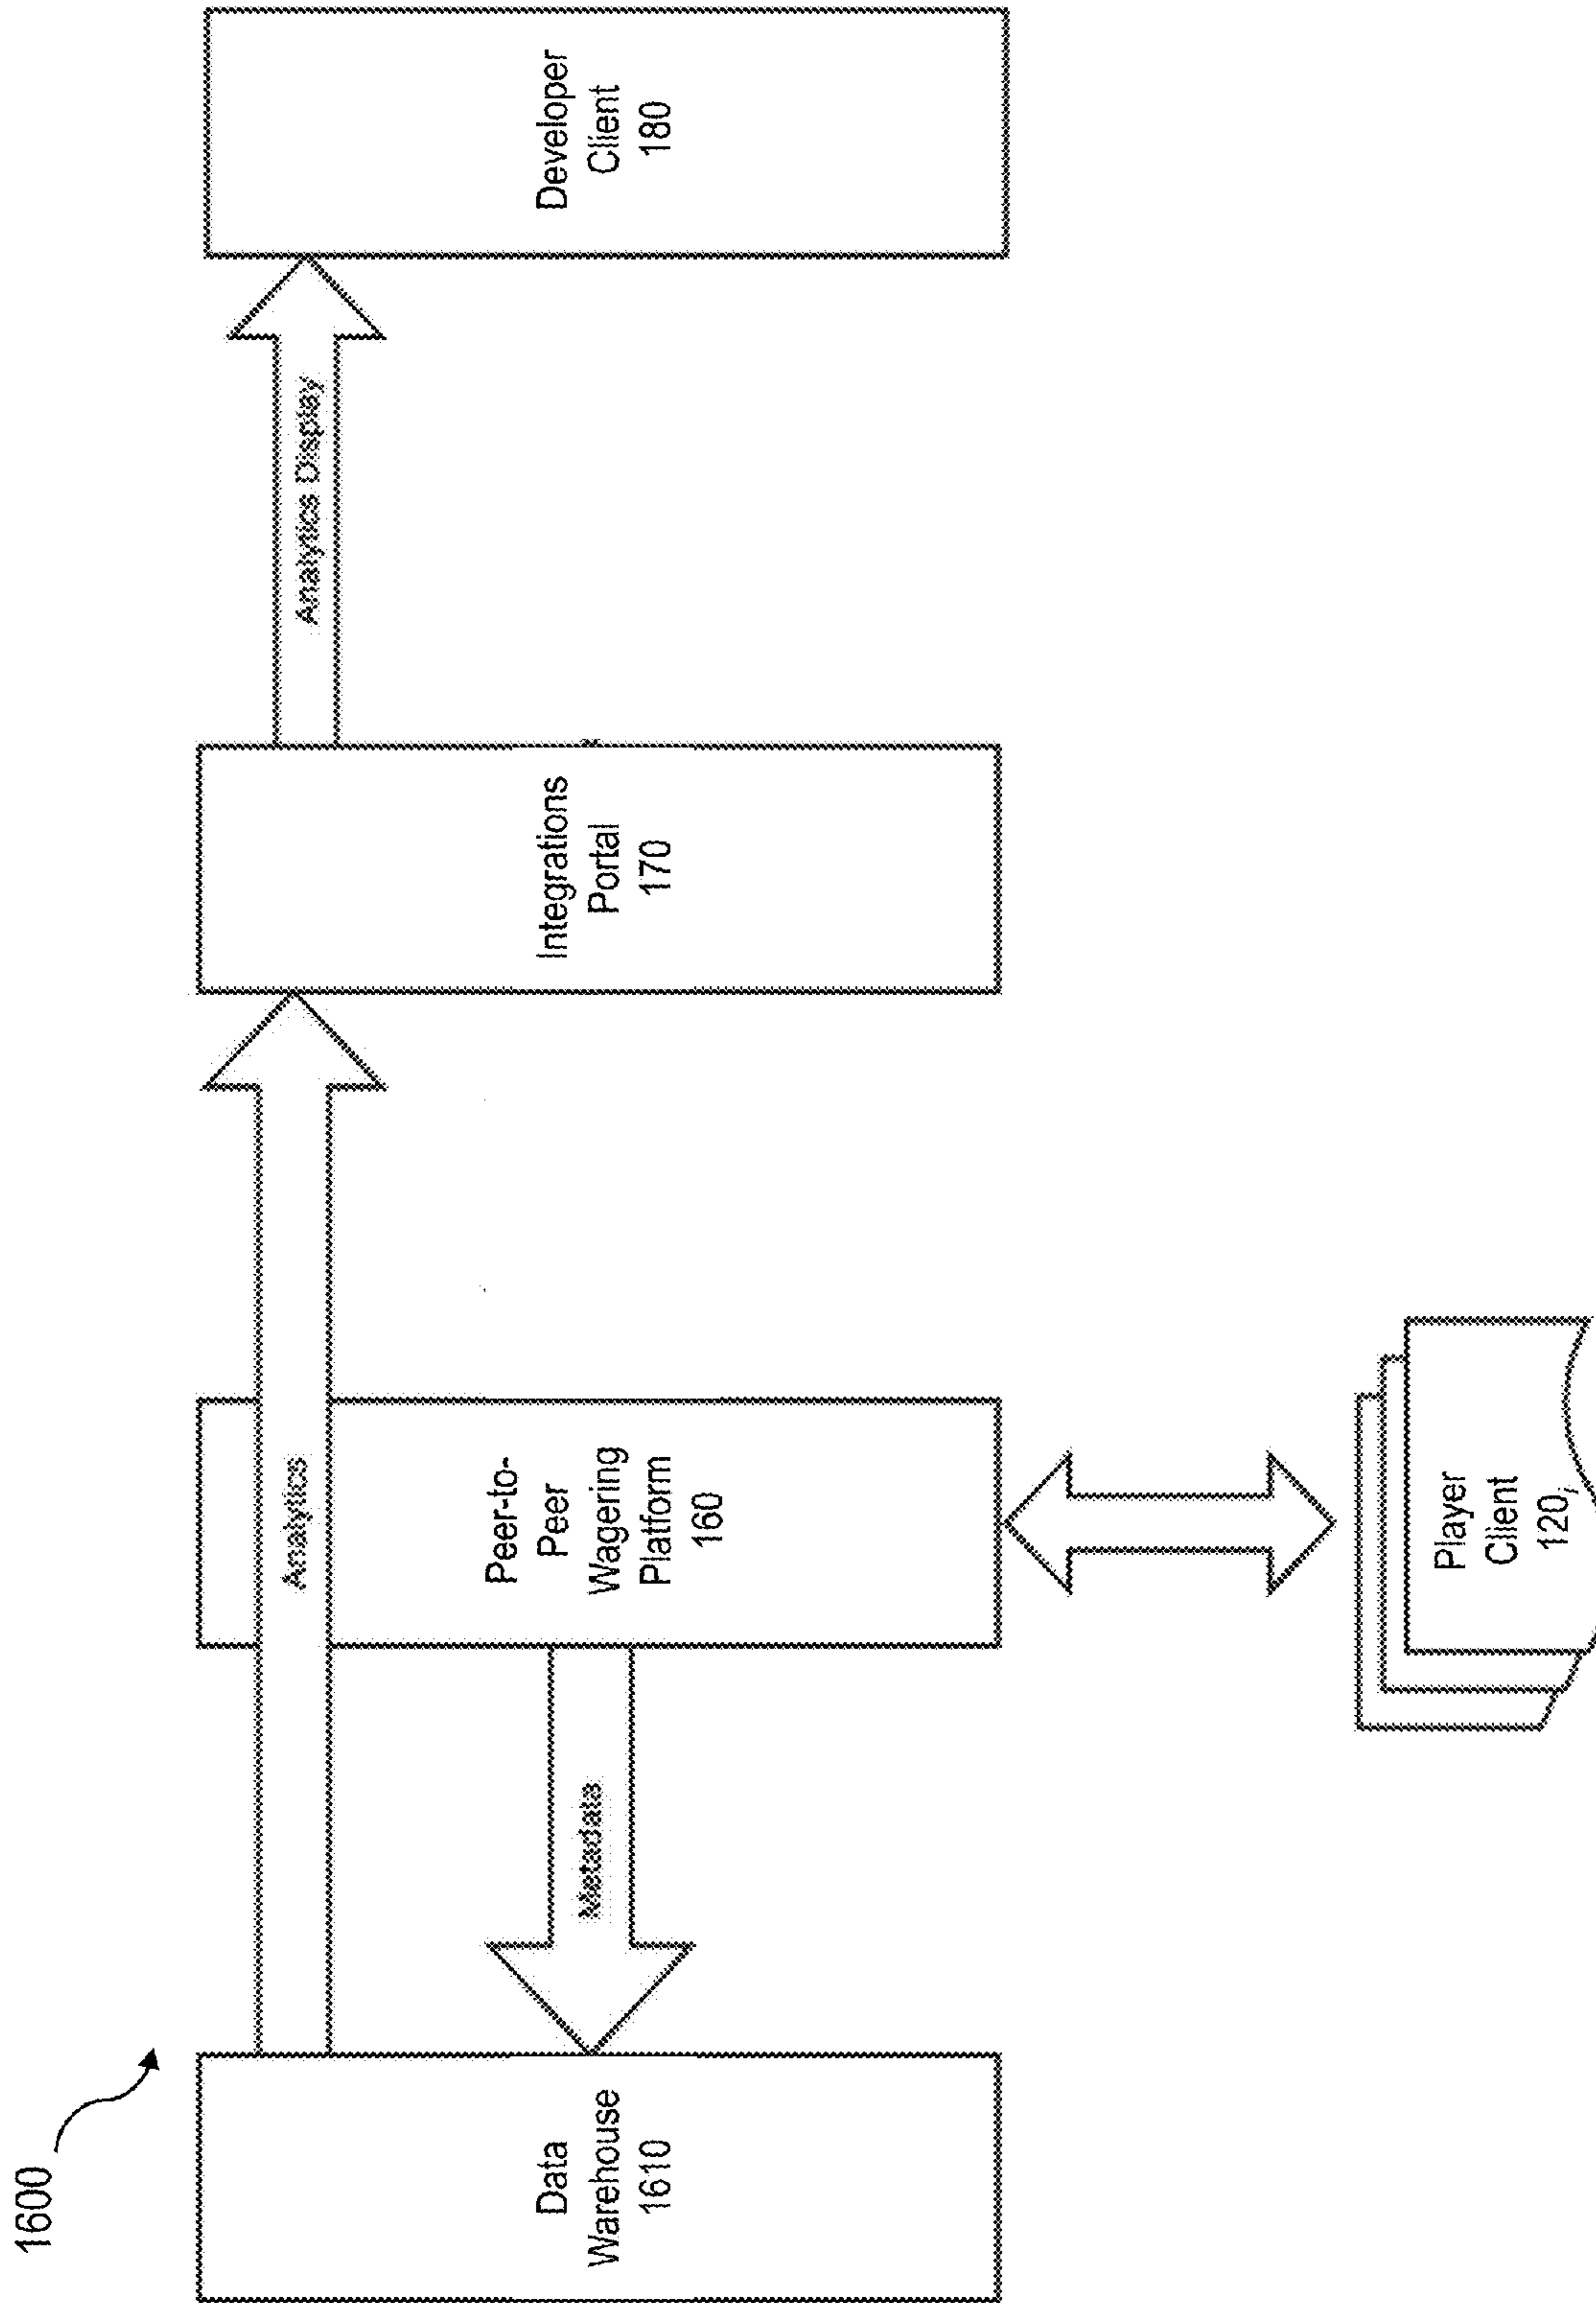 1600
Data
Warehouse
1610
Analytics
Metadata
Peer-to-
Peer
Wagering
Platform
160
Player
Client
120i
Integrations
Portal
170
Analytics Display
Developer
Client
180